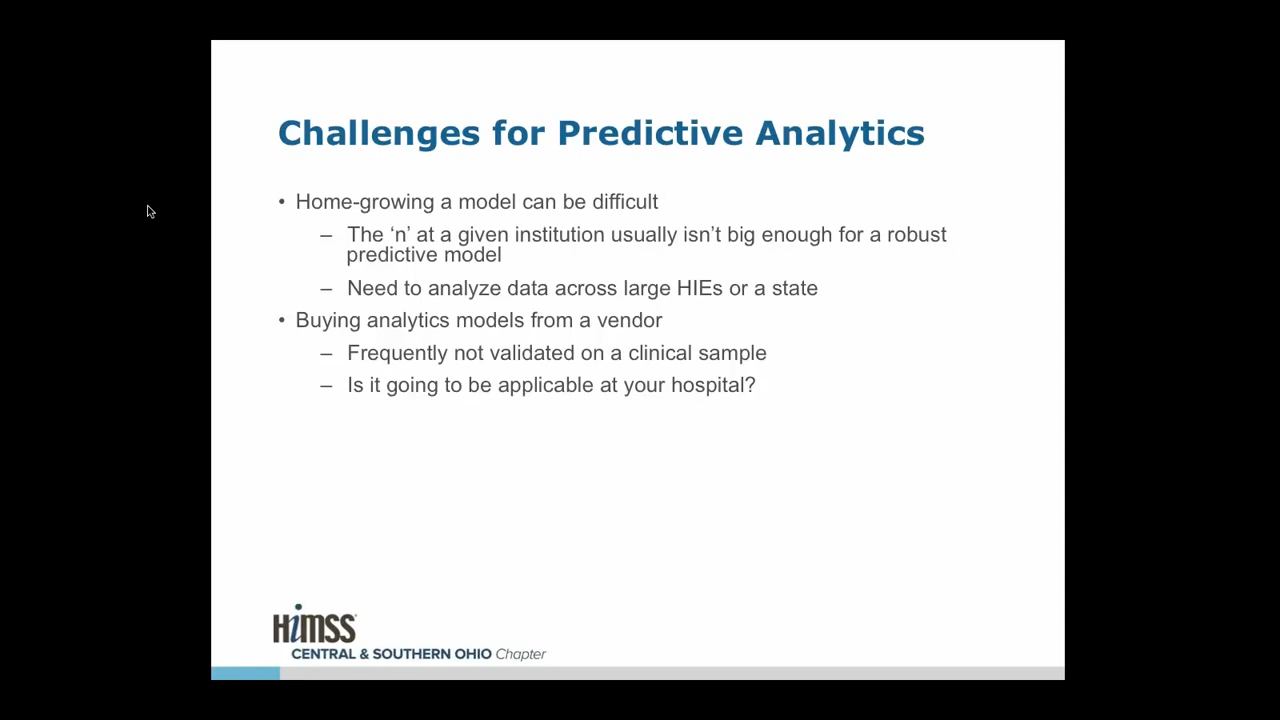 Challenges for Predictive Analytics
• Home-growing a model can be difficult
– The ‘n’ at a given institution usually isn’t big enough for a robust
predictive model
– Need to analyze data across large HIEs or a state
• Buying analytics models from a vendor
– Frequently not validated on a clinical sample
– Is it going to be applicable at your hospital?
HiMSS
CENTRAL & SOUTHERN OHIO Chapter